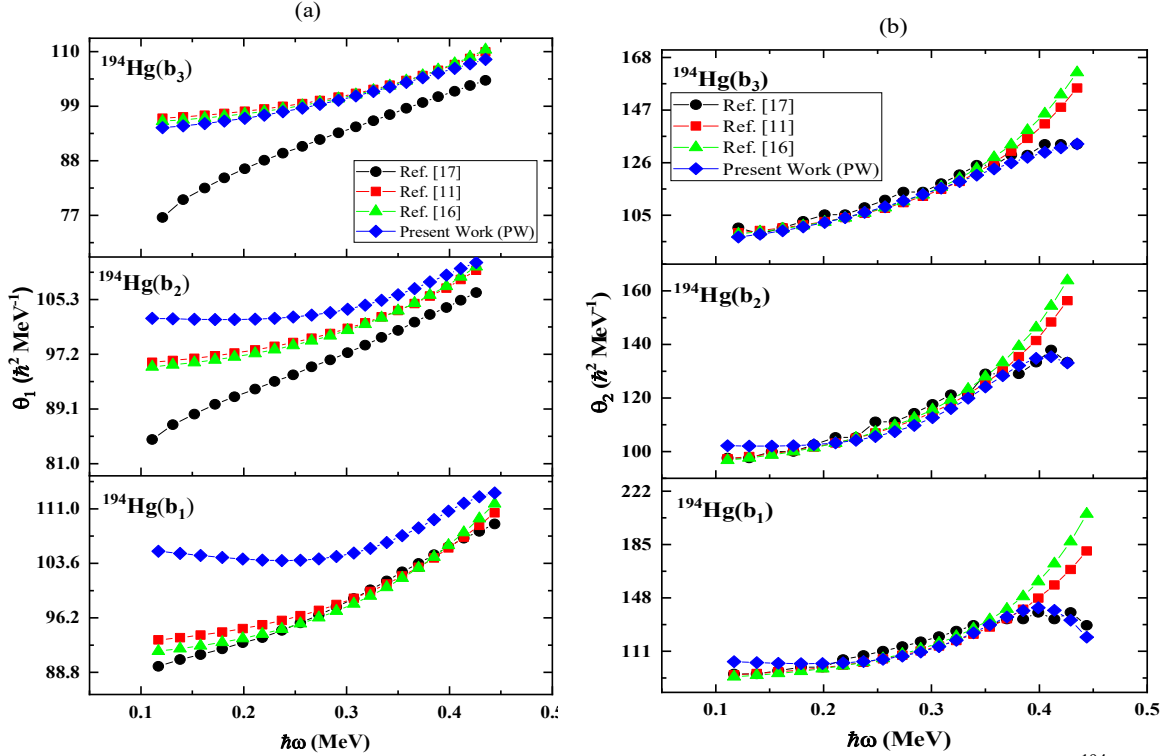 (a)
¹⁹⁴Hg(b₃)
110
99
88
77
Ref. [17]
Ref. [11]
Ref. [16]
Present Work (PW)
¹⁹⁴Hg(b₂)
105.3
97.2
89.1
81.0
θ₁ (ℏ² MeV⁻¹)
¹⁹⁴Hg(b₁)
111.0
103.6
96.2
88.8
0.1 0.2 0.3 0.4 0.5
ℏω (MeV)
(b)
¹⁹⁴Hg(b₃)
168
147
126
105
Ref. [17]
Ref. [11]
Ref. [16]
Present Work (PW)
¹⁹⁴Hg(b₂)
160
140
120
100
θ₂ (ℏ² MeV⁻¹)
¹⁹⁴Hg(b₁)
222
185
148
111
0.1 0.2 0.3 0.4 0.5
ℏω (MeV)